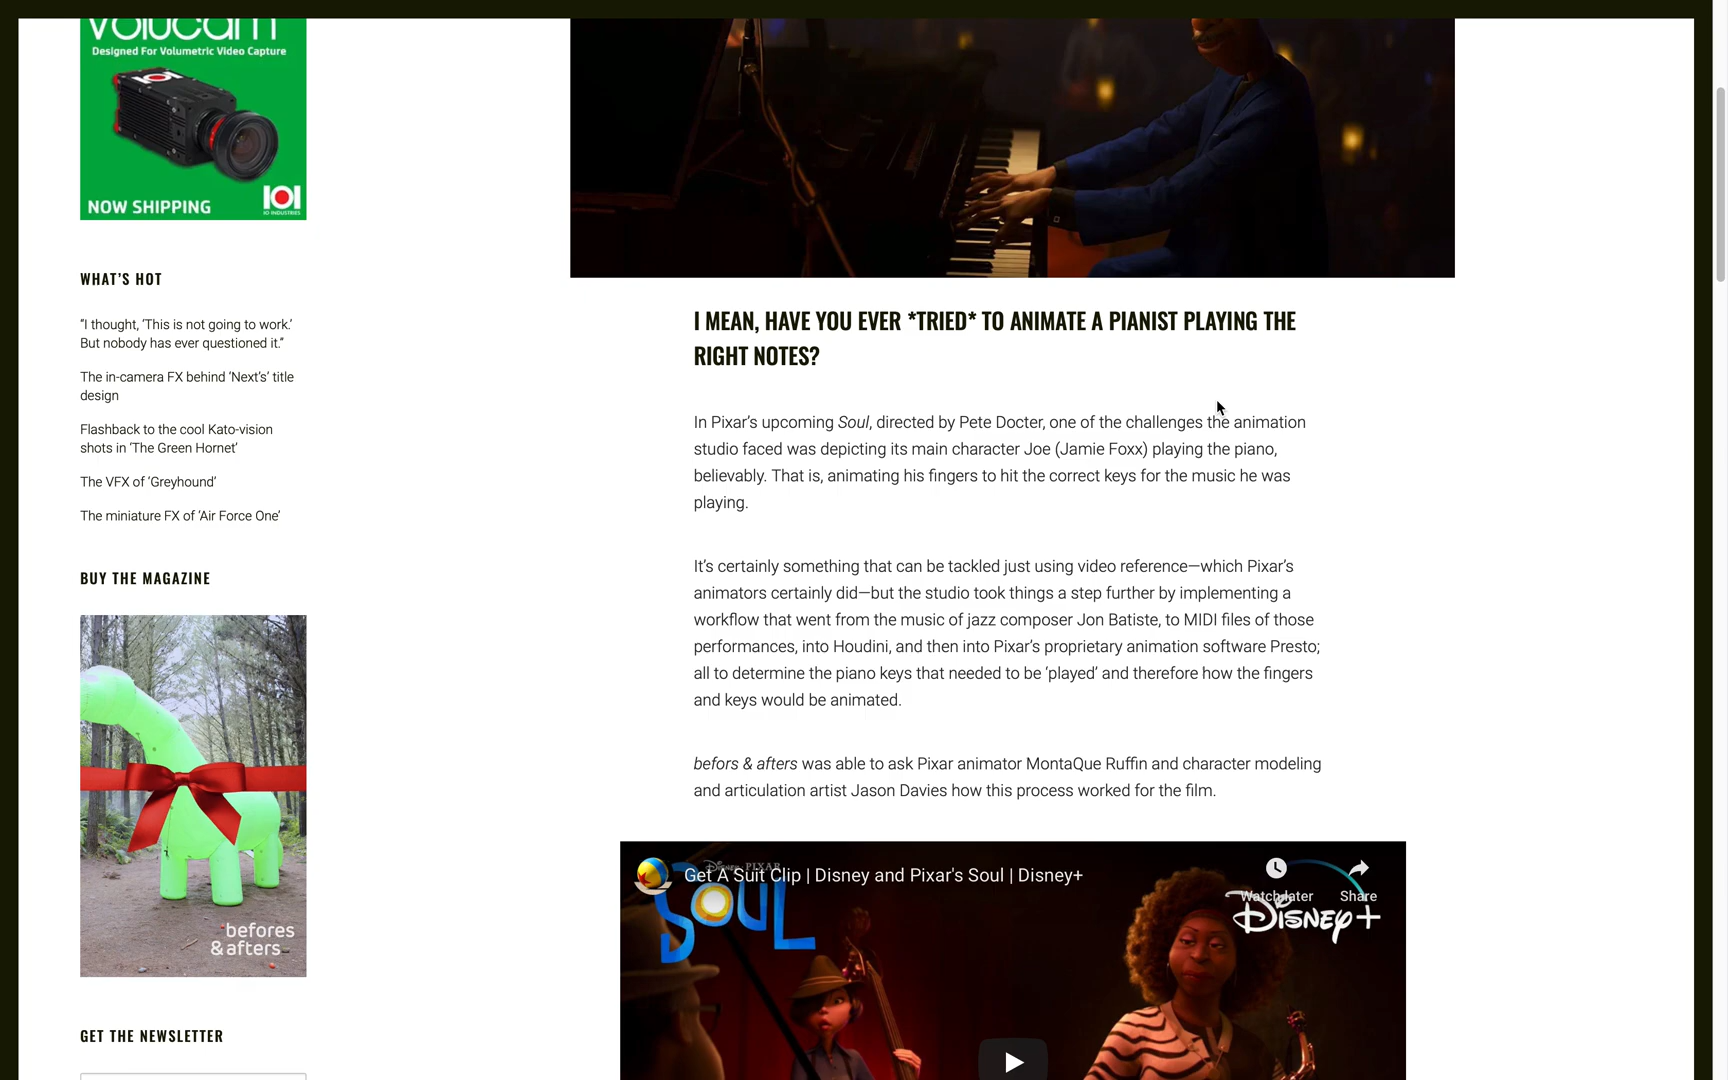 Volucam
Designed For Volumetric Video Capture
IOI
NOW SHIPPING
IOI
IO INDUSTRIES
WHAT’S HOT
“I thought, ‘This is not going to work.’
But nobody has ever questioned it.”
The in-camera FX behind ‘Next’s’ title
design
Flashback to the cool Kato-vision
shots in ‘The Green Hornet’
The VFX of ‘Greyhound’
The miniature FX of ‘Air Force One’
BUY THE MAGAZINE
befores
& afters
GET THE NEWSLETTER
I MEAN, HAVE YOU EVER *TRIED* TO ANIMATE A PIANIST PLAYING THE
RIGHT NOTES?
In Pixar’s upcoming Soul, directed by Pete Docter, one of the challenges the animation
studio faced was depicting its main character Joe (Jamie Foxx) playing the piano,
believably. That is, animating his fingers to hit the correct keys for the music he was
playing.
It’s certainly something that can be tackled just using video reference—which Pixar’s
animators certainly did—but the studio took things a step further by implementing a
workflow that went from the music of jazz composer Jon Batiste, to MIDI files of those
performances, into Houdini, and then into Pixar’s proprietary animation software Presto;
all to determine the piano keys that needed to be ‘played’ and therefore how the fingers
and keys would be animated.
befors & afters was able to ask Pixar animator MontaQue Ruffin and character modeling
and articulation artist Jason Davies how this process worked for the film.
Get A Suit Clip | Disney and Pixar's Soul | Disney+
Watch later
Share
DISNEY PIXAR
SOUL
Disney+